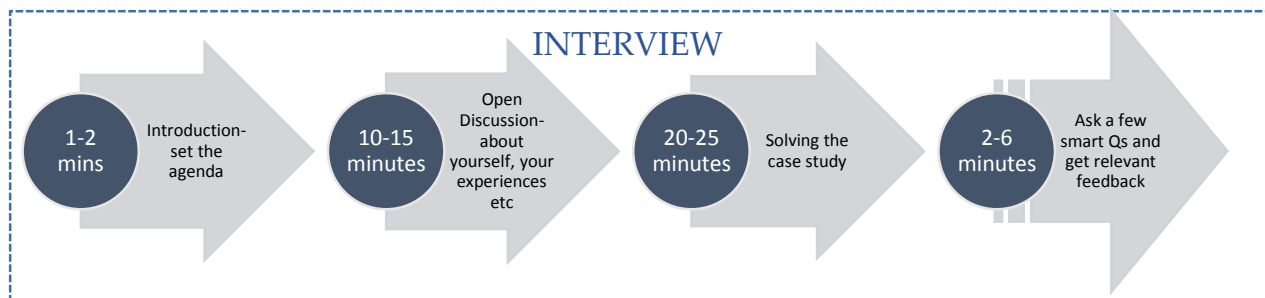 INTERVIEW
1-2
mins
Introduction-
set the
agenda
10-15
minutes
Open
Discussion-
about
yourself, your
experiences
etc
20-25
minutes
Solving the
case study
2-6
minutes
Ask a few
smart Qs and
get relevant
feedback